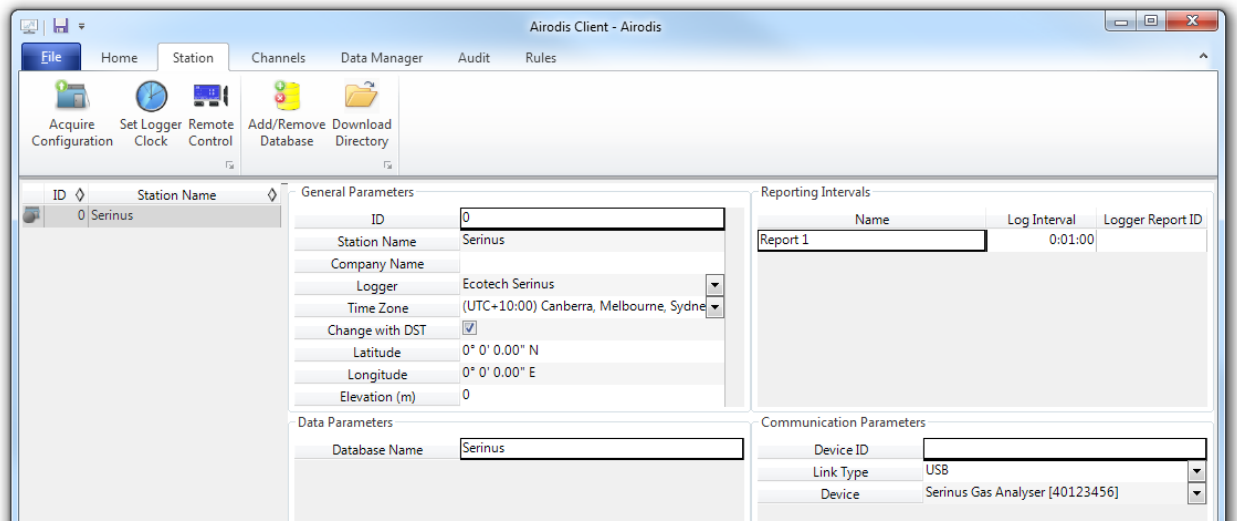 Airodis Client - Airodis
File Home Station Channels Data Manager Audit Rules
Acquire Configuration
Set Logger Clock
Remote Control
Add/Remove Database
Download Directory
ID Station Name
0 Serinus
General Parameters
ID 0
Station Name Serinus
Company Name
Logger Ecotech Serinus
Time Zone (UTC+10:00) Canberra, Melbourne, Sydne
Change with DST
Latitude 0° 0' 0.00" N
Longitude 0° 0' 0.00" E
Elevation (m) 0
Reporting Intervals
Name Log Interval Logger Report ID
Report 1 0:01:00
Data Parameters
Database Name Serinus
Communication Parameters
Device ID
Link Type USB
Device Serinus Gas Analyser [40123456]